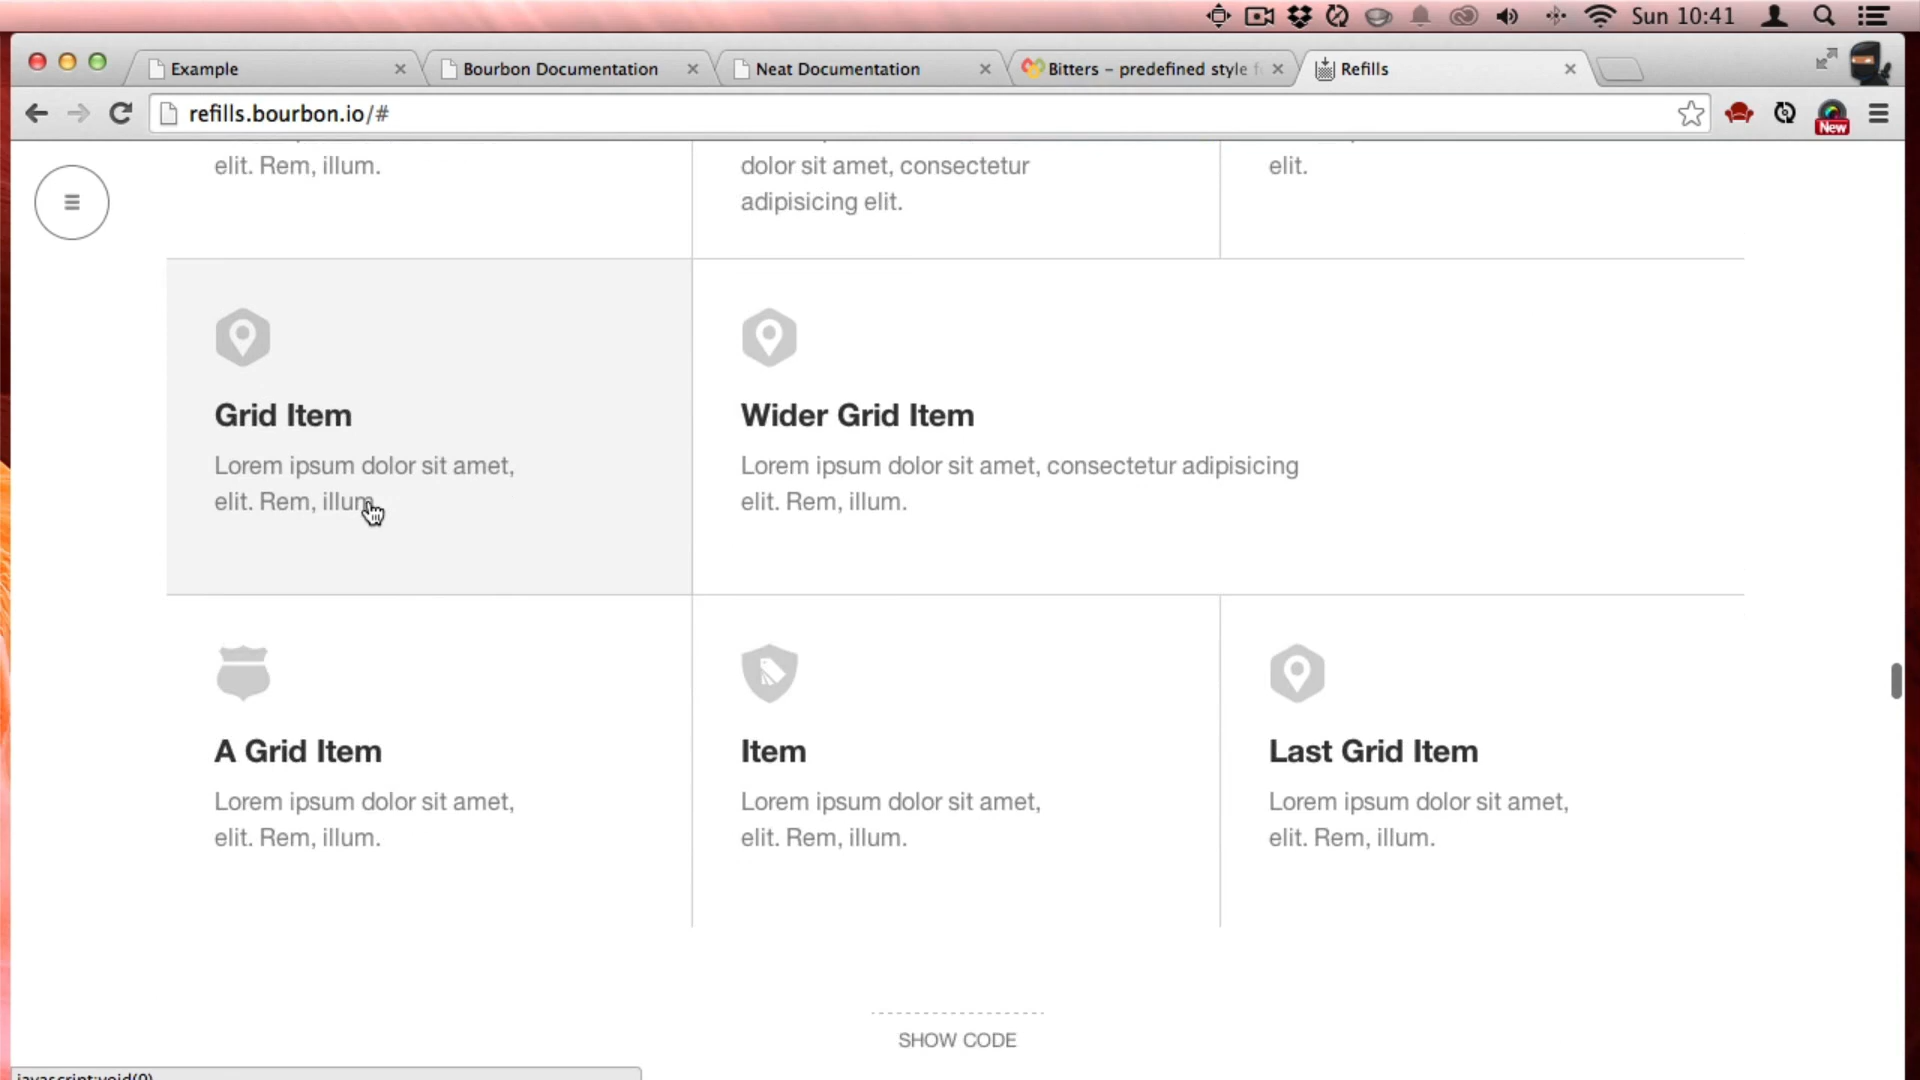 Sun 10:41
Example
Bourbon Documentation
Neat Documentation
Bitters – predefined style f
Refills
refills.bourbon.io/#
New
elit. Rem, illum.
dolor sit amet, consectetur
adipisicing elit.
elit.
Grid Item
Lorem ipsum dolor sit amet,
elit. Rem, illum.
Wider Grid Item
Lorem ipsum dolor sit amet, consectetur adipisicing
elit. Rem, illum.
A Grid Item
Lorem ipsum dolor sit amet,
elit. Rem, illum.
Item
Lorem ipsum dolor sit amet,
elit. Rem, illum.
Last Grid Item
Lorem ipsum dolor sit amet,
elit. Rem, illum.
SHOW CODE
javascript:void(0)